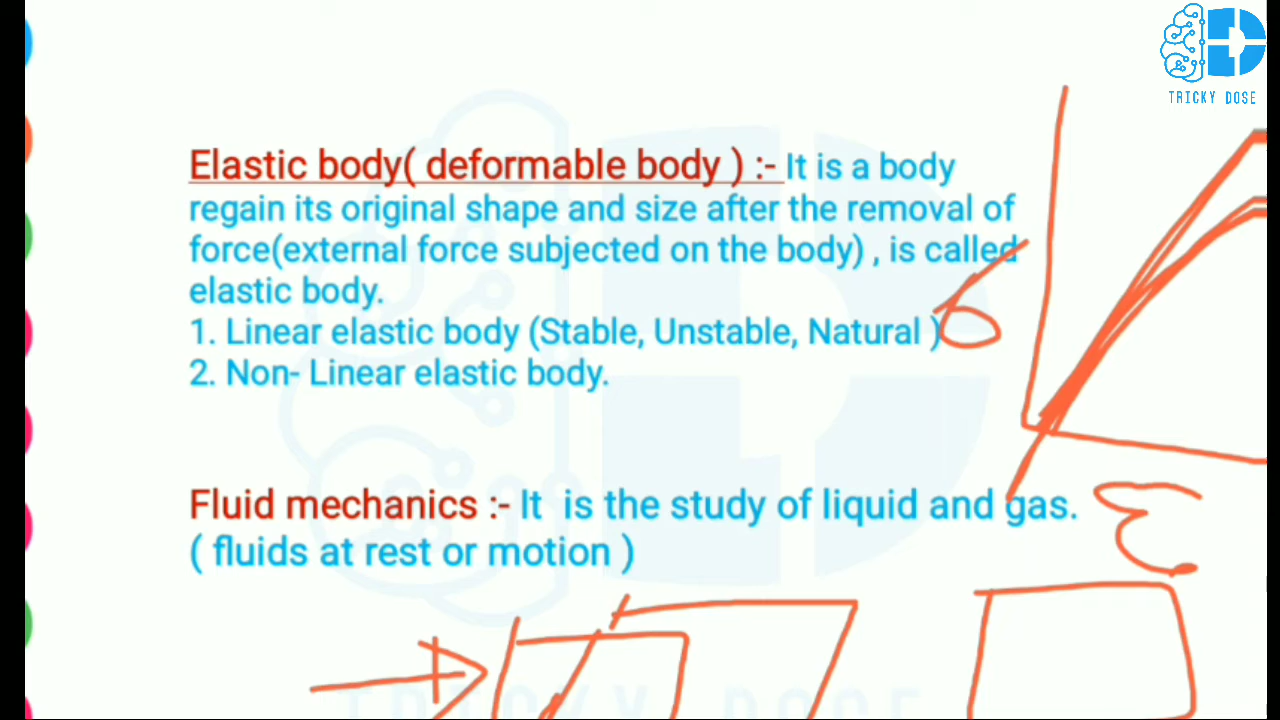 TRICKY DOSE
Elastic body( deformable body ) :- It is a body
regain its original shape and size after the removal of
force(external force subjected on the body) , is called
elastic body.
1. Linear elastic body (Stable, Unstable, Natural )
2. Non- Linear elastic body.
σ
Fluid mechanics :- It is the study of liquid and gas.
( fluids at rest or motion )
Σ
TRICKY DOSE